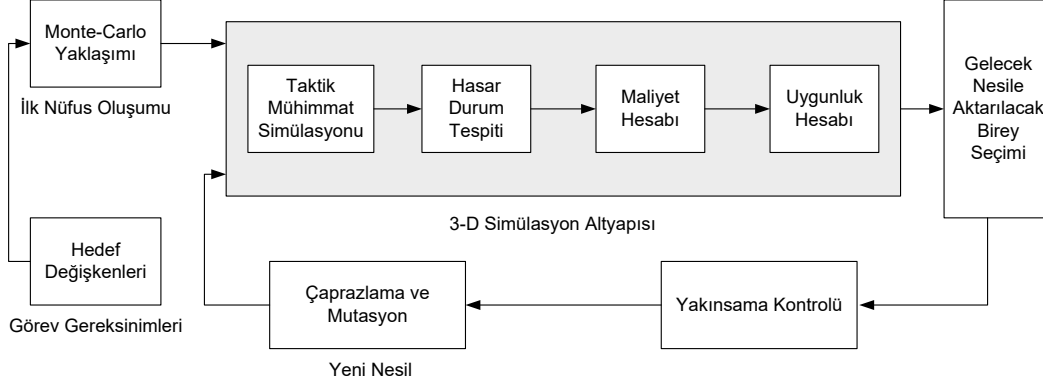 Monte-Carlo
Yaklaşımı
İlk Nüfus Oluşumu
Taktik
Mühimmat
Simülasyonu
Hasar
Durum
Tespiti
Maliyet
Hesabı
Uygunluk
Hesabı
Gelecek
Nesile
Aktarılacak
Birey
Seçimi
3-D Simülasyon Altyapısı
Hedef
Değişkenleri
Görev Gereksinimleri
Çaprazlama ve
Mutasyon
Yeni Nesil
Yakınsama Kontrolü